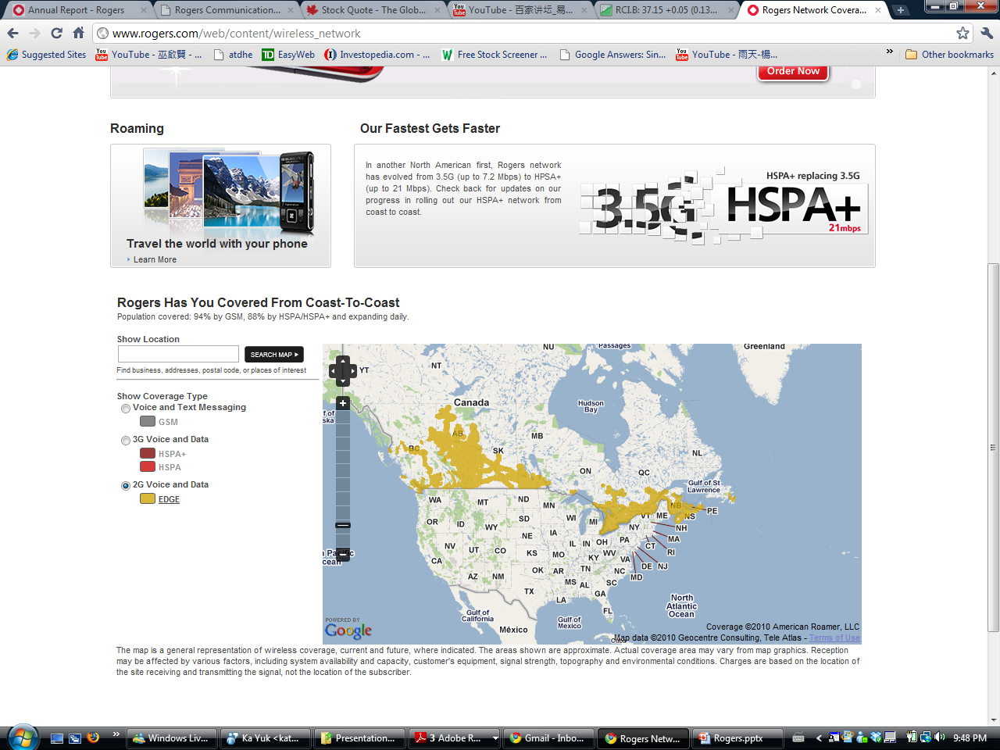 Annual Report - Rogers
Rogers Communication...
Stock Quote - The Glob...
YouTube - 百家讲坛_易...
RCI.B: 37.15 +0.05 (0.13...
Rogers Network Covera...
www.rogers.com/web/content/wireless_network
Suggested Sites
YouTube - 巫啟賢 - ...
atdhe
EasyWeb
Investopedia.com - ...
Free Stock Screener ...
Google Answers: Sin...
YouTube - 雨天-楊...
Other bookmarks
Order Now
Roaming
Travel the world with your phone
Learn More
Our Fastest Gets Faster
In another North American first, Rogers network
has evolved from 3.5G (up to 7.2 Mbps) to HPSA+
(up to 21 Mbps). Check back for updates on our
progress in rolling out our HSPA+ network from
coast to coast.
HSPA+ replacing 3.5G
3.5G HSPA+
21mbps
Rogers Has You Covered From Coast-To-Coast
Population covered: 94% by GSM, 88% by HSPA/HSPA+ and expanding daily.
Show Location
SEARCH MAP
Find business, addresses, postal code, or places of interest
Show Coverage Type
Voice and Text Messaging
GSM
3G Voice and Data
HSPA+
HSPA
2G Voice and Data
EDGE
NU
Passages
Greenland
YT
NT
Canada
Hudson
Bay
BC
AB
SK
MB
ON
QC
NL
Gulf of St
Lawrence
NB
PE
NS
WA
MT
ND
MN
OR
ID
WY
SD
WI
MI
VT
ME
NH
NY
MA
RI
CT
NE
IA
IL
IN
OH
PA
NJ
DE
MD
NV
UT
CO
KS
MO
KY
WV
VA
CA
AZ
NM
OK
AR
TN
NC
SC
TX
MS
AL
GA
LA
FL
Gulf of
California
México
Gulf of
Mexico
Cuba
North
Atlantic
Ocean
POWERED BY
Google
Coverage ©2010 American Roamer, LLC
Map data ©2010 Geocentre Consulting, Tele Atlas - Terms of Use
The map is a general representation of wireless coverage, current and future, where indicated. The areas shown are approximate. Actual coverage area may vary from map graphics. Reception
may be affected by various factors, including system availability and capacity, customer's equipment, signal strength, topography and environmental conditions. Charges are based on the location of
the site receiving and transmitting the signal, not the location of the subscriber.
Windows Liv...
Ka Yuk <kat...
Presentation...
3 Adobe R...
Gmail - Inbo...
Rogers Netw...
Rogers.pptx
9:48 PM